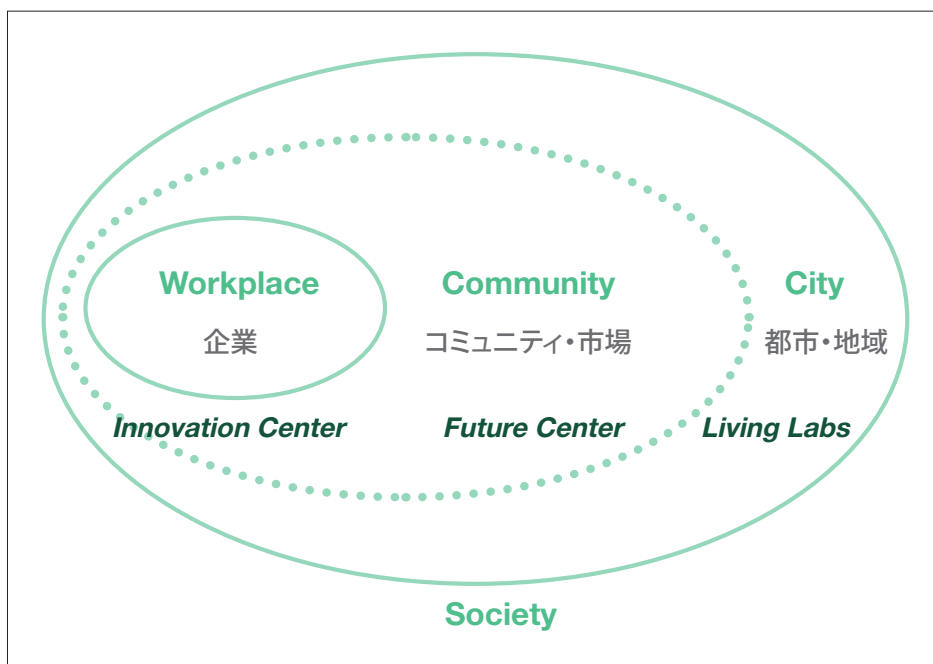 Workplace
企業
Community
コミュニティ・市場
City
都市・地域
Innovation Center
Future Center
Living Labs
Society